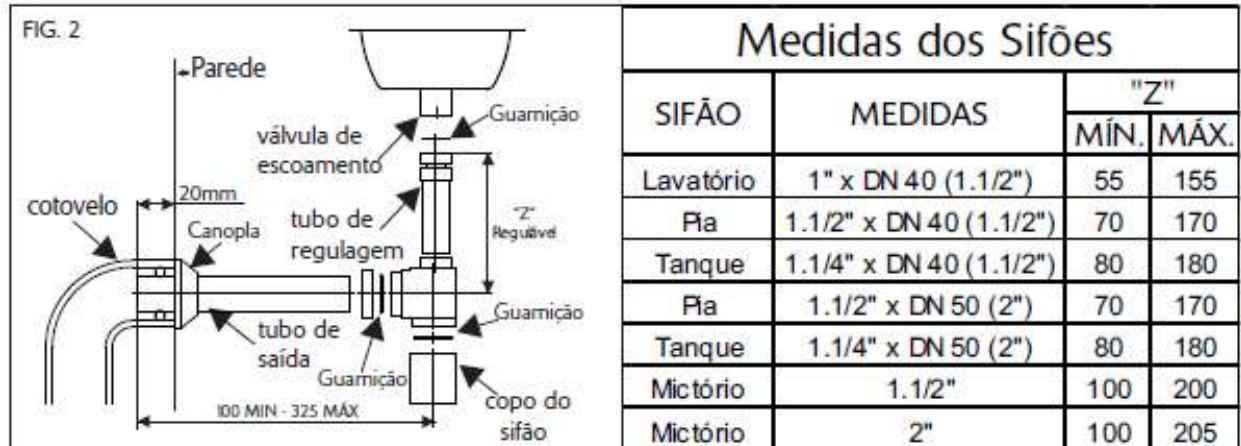 FIG. 2
Parede
Guarnição
válvula de
escoamento
20mm
cotovelo
Canopla
tubo de
regulagem
"Z"
Regulável
Guarnição
tubo de
saída
Guarnição
copo do
sifão
100 MIN - 325 MÁX
Medidas dos Sifões
SIFÃO MEDIDAS "Z"
MÍN. MÁX.
Lavatório 1" x DN 40 (1.1/2") 55 155
Pia 1.1/2" x DN 40 (1.1/2") 70 170
Tanque 1.1/4" x DN 40 (1.1/2") 80 180
Pia 1.1/2" x DN 50 (2") 70 170
Tanque 1.1/4" x DN 50 (2") 80 180
Mictório 1.1/2" 100 200
Mictório 2" 100 205